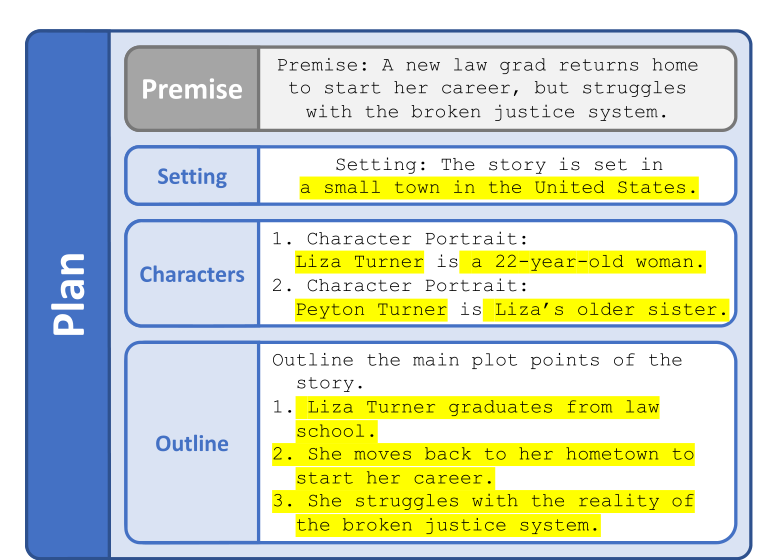 Plan
Premise
Premise: A new law grad returns home
to start her career, but struggles
with the broken justice system.
Setting
Setting: The story is set in
a small town in the United States.
Characters
1. Character Portrait:
Liza Turner is a 22-year-old woman.
2. Character Portrait:
Peyton Turner is Liza’s older sister.
Outline
Outline the main plot points of the
story.
1. Liza Turner graduates from law
school.
2. She moves back to her hometown to
start her career.
3. She struggles with the reality of
the broken justice system.